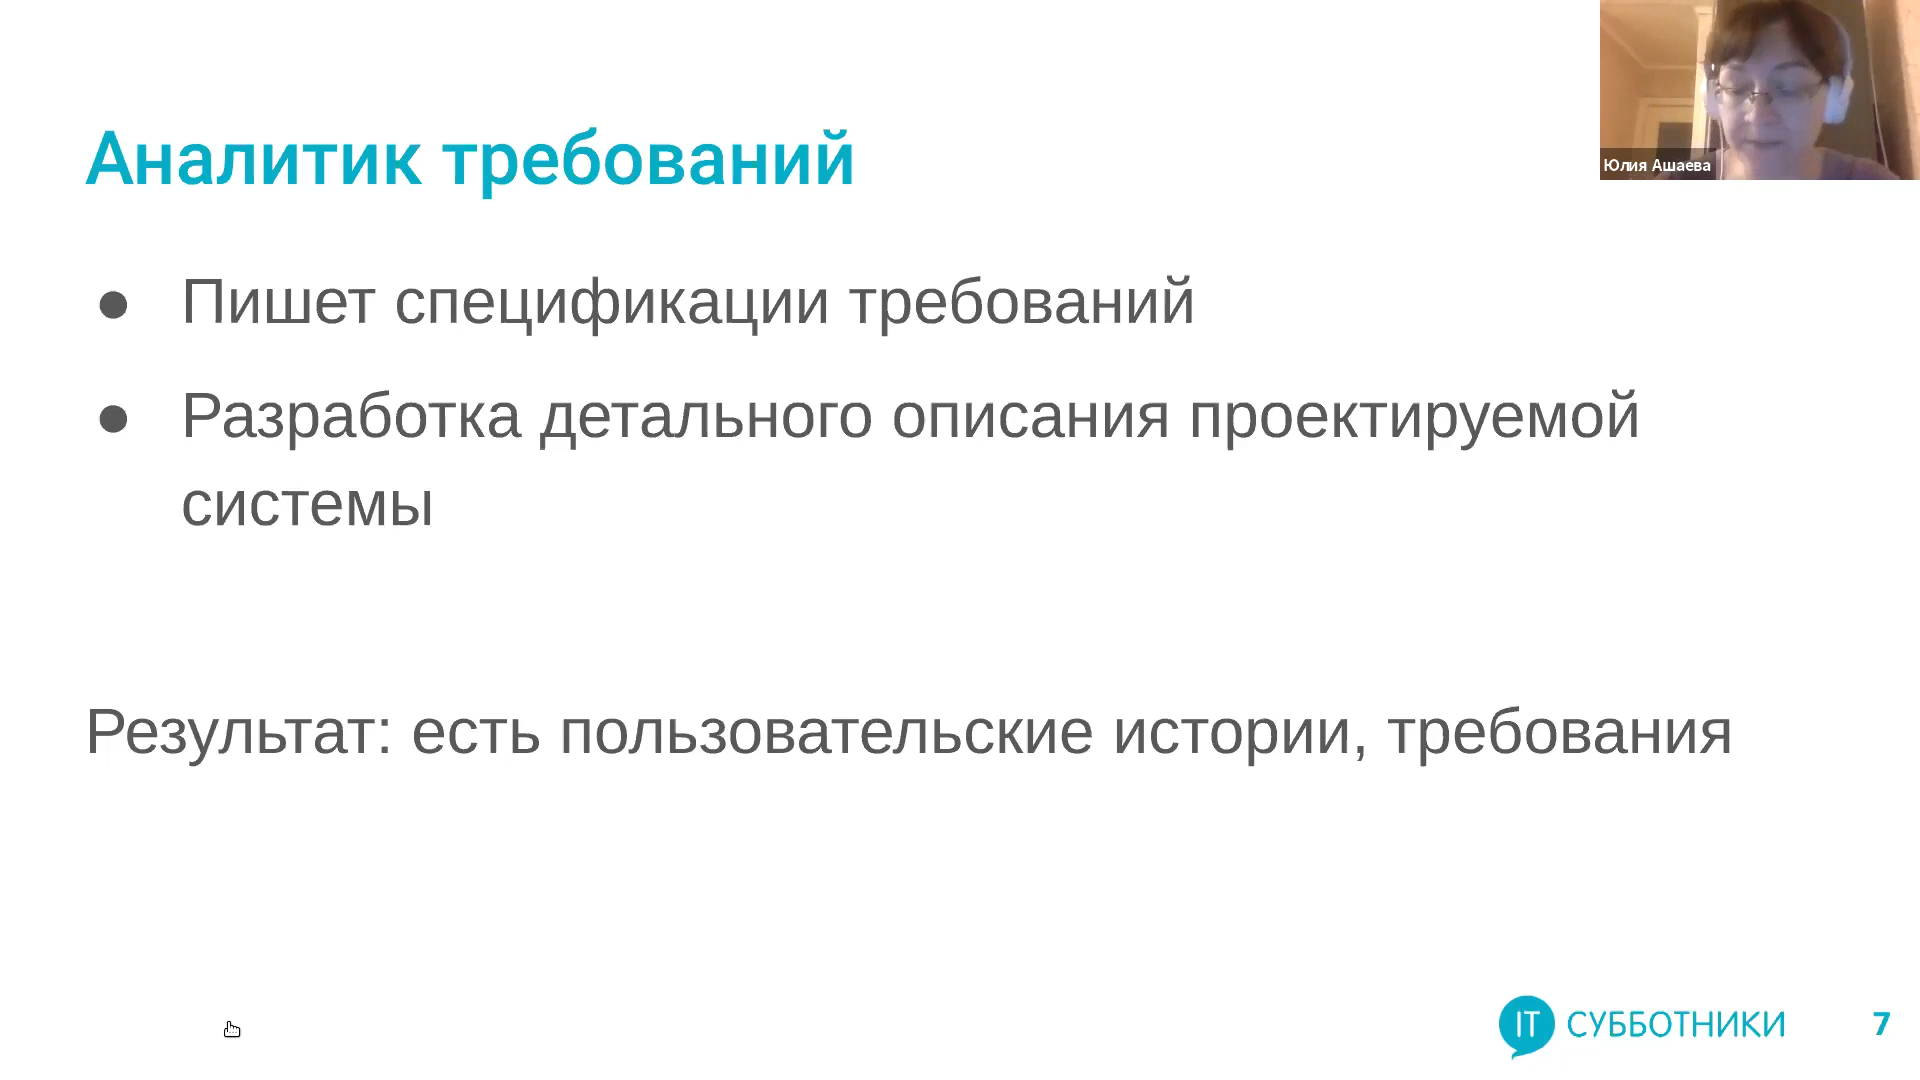 Юлия Ашаева
Аналитик требований
● Пишет спецификации требований
● Разработка детального описания проектируемой
системы
Результат: есть пользовательские истории, требования
IT СУББОТНИКИ
7